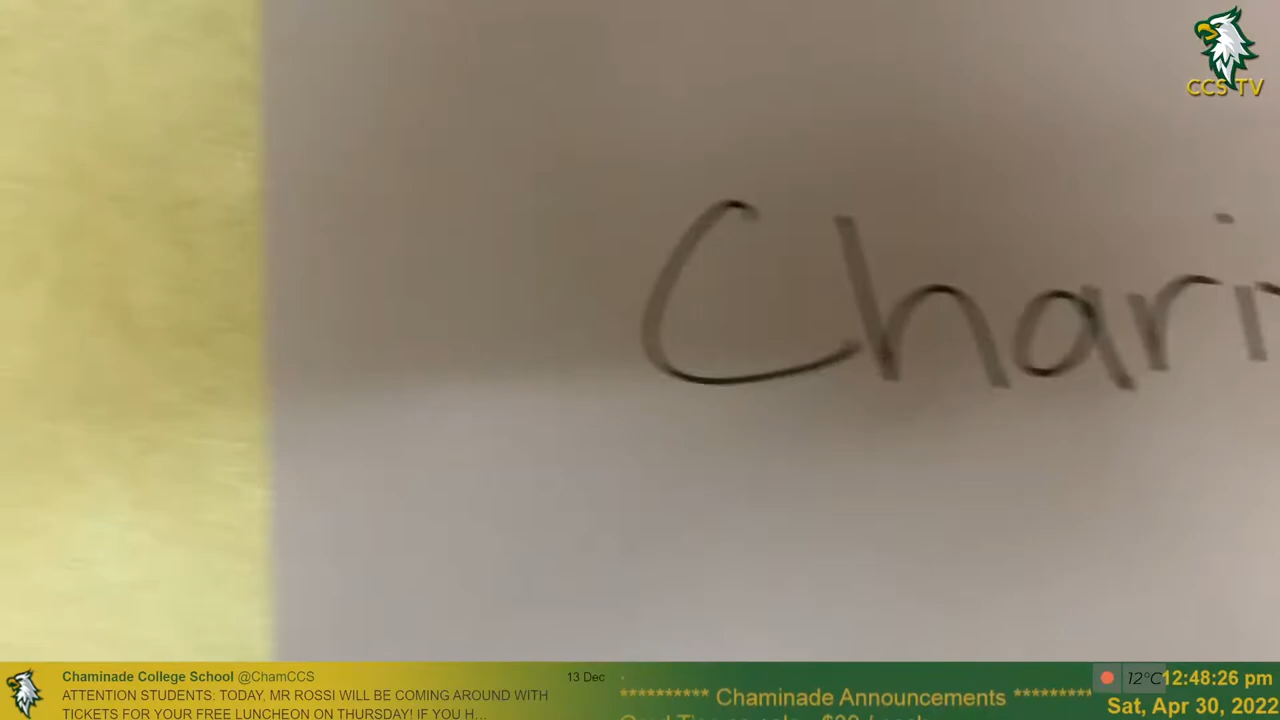 CCS TV
Chari
Chaminade College School @ChamCCS 13 Dec
ATTENTION STUDENTS: TODAY, MR ROSSI WILL BE COMING AROUND WITH
TICKETS FOR YOUR FREE LUNCHEON ON THURSDAY! IF YOU H...
********** Chaminade Announcements *********
12°C 12:48:26 pm
Sat, Apr 30, 2022